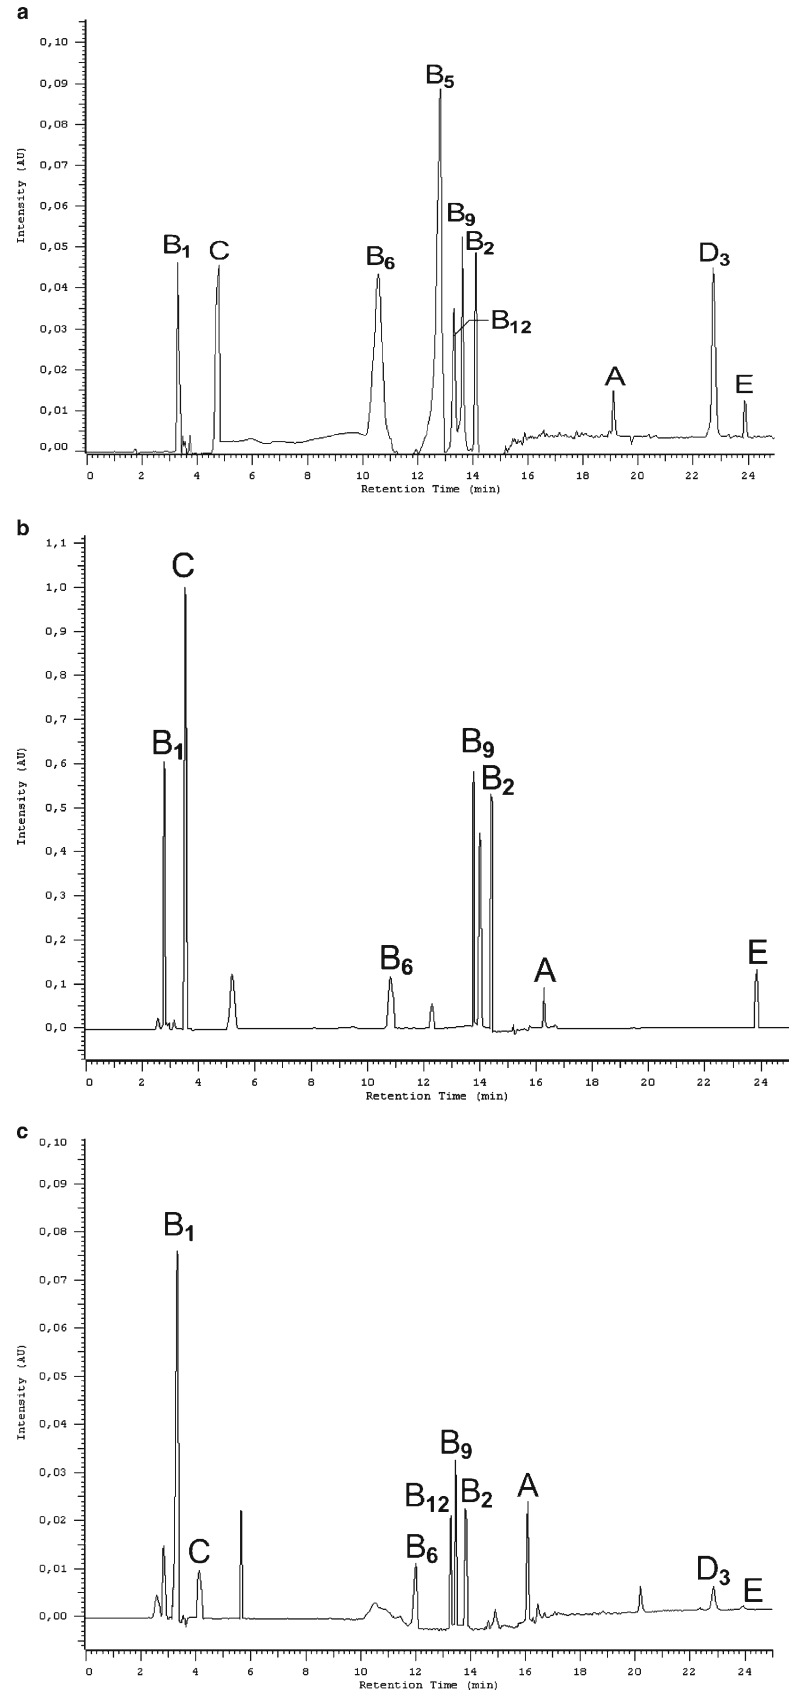 a
0,10
0,09
0,08
0,07
0,06
0,05
0,04
0,03
0,02
0,01
0,00
Intensity (AU)
B5
B9
B1
C
B6
B2
D3
B12
A
E
0 2 4 6 8 10 12 14 16 18 20 22 24
Retention Time (min)
b
1,1
1,0
0,9
0,8
0,7
0,6
0,5
0,4
0,3
0,2
0,1
0,0
Intensity (AU)
C
B1
B9
B2
B6
A
E
0 2 4 6 8 10 12 14 16 18 20 22 24
Retention Time (min)
c
0,10
0,09
0,08
0,07
0,06
0,05
0,04
0,03
0,02
0,01
0,00
Intensity (AU)
B1
B9
B12
B2
A
C
B6
D3
E
0 2 4 6 8 10 12 14 16 18 20 22 24
Retention Time (min)